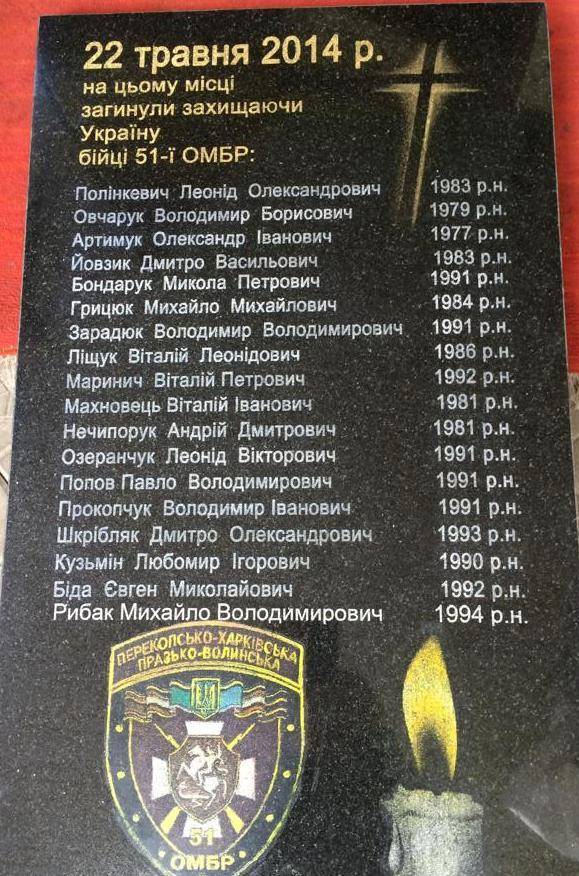 22 травня 2014 р.
на цьому місці
загинули захищаючи
Україну
бійці 51-ї ОМБР:
Полінкевич Леонід Олександрович 1983 р.н.
Овчарук Володимир Борисович 1979 р.н.
Артимук Олександр Іванович 1977 р.н.
Йовзик Дмитро Васильович 1983 р.н.
Бондарук Микола Петрович 1991 р.н.
Грицюк Михайло Михайлович 1984 р.н.
Зарадюк Володимир Володимирович 1991 р.н.
Ліщук Віталій Леонідович 1986 р.н.
Маринич Віталій Петрович 1992 р.н.
Махновець Віталій Іванович 1981 р.н.
Нечипорук Андрій Дмитрович 1981 р.н.
Озеранчук Леонід Вікторович 1991 р.н.
Попов Павло Володимирович 1991 р.н.
Прокопчук Володимир Іванович 1991 р.н.
Шкрібляк Дмитро Олександрович 1993 р.н.
Кузьмін Любомир Ігорович 1990 р.н.
Біда Євген Миколайович 1992 р.н.
Рибак Михайло Володимирович 1994 р.н.
ПЕРЕКОПСЬКО-ХАРКІВСЬКА
ПРАЗЬКО-ВОЛИНСЬКА
51
ОМБР